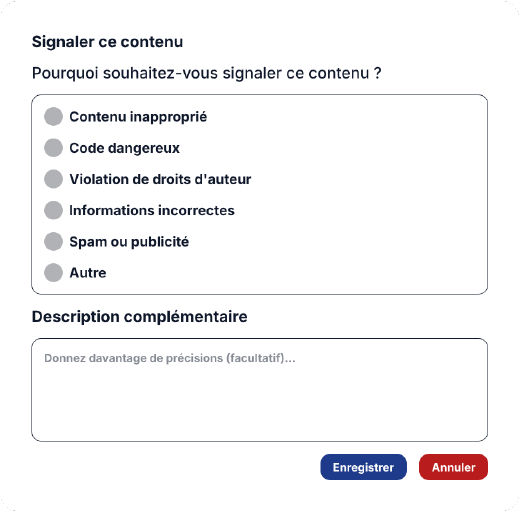 Signaler ce contenu
Pourquoi souhaitez-vous signaler ce contenu ?
Contenu inapproprié
Code dangereux
Violation de droits d'auteur
Informations incorrectes
Spam ou publicité
Autre
Description complémentaire
Donnez davantage de précisions (facultatif)...
Enregistrer
Annuler